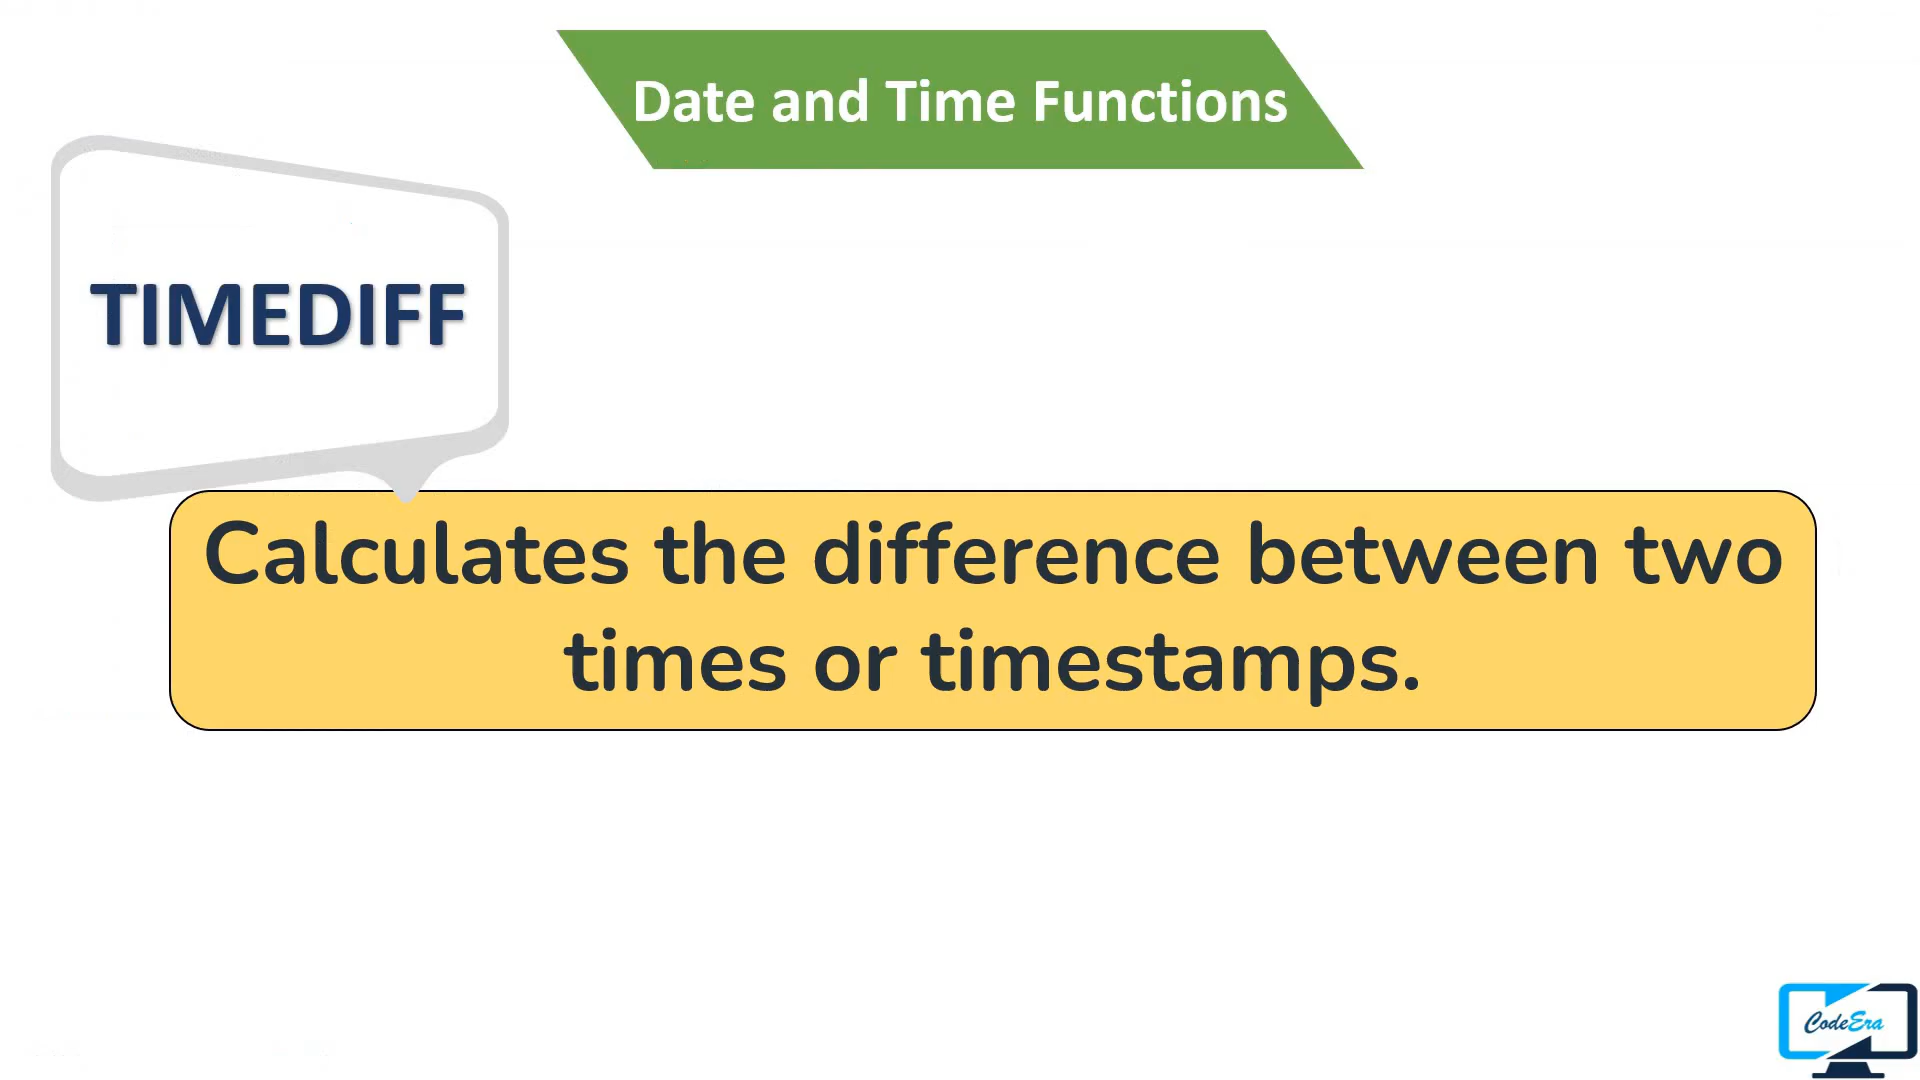 Date and Time Functions
TIMEDIFF
Calculates the difference between two
times or timestamps.
CodeEra